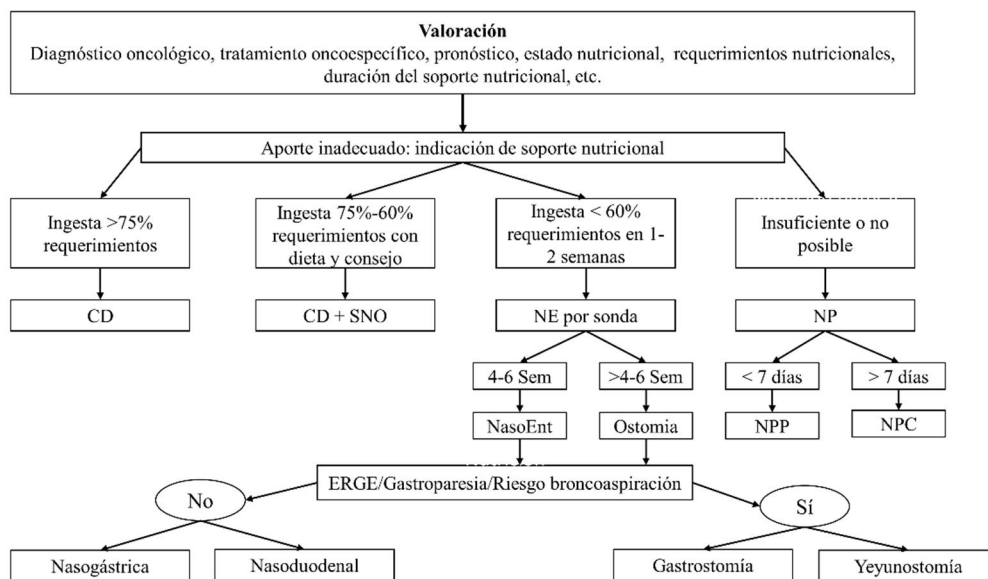 Valoración
Diagnóstico oncológico, tratamiento oncoespecífico, pronóstico, estado nutricional, requerimientos nutricionales,
duración del soporte nutricional, etc.
Aporte inadecuado: indicación de soporte nutricional
Ingesta >75%
requerimientos
Ingesta 75%-60%
requerimientos con
dieta y consejo
Ingesta < 60%
requerimientos en 1-
2 semanas
Insuficiente o no
posible
CD
CD + SNO
NE por sonda
NP
4-6 Sem
>4-6 Sem
< 7 días
> 7 días
NasoEnt
Ostomia
NPP
NPC
ERGE/Gastroparesia/Riesgo broncoaspiración
No
Sí
Nasogástrica
Nasoduodenal
Gastrostomía
Yeyunostomía